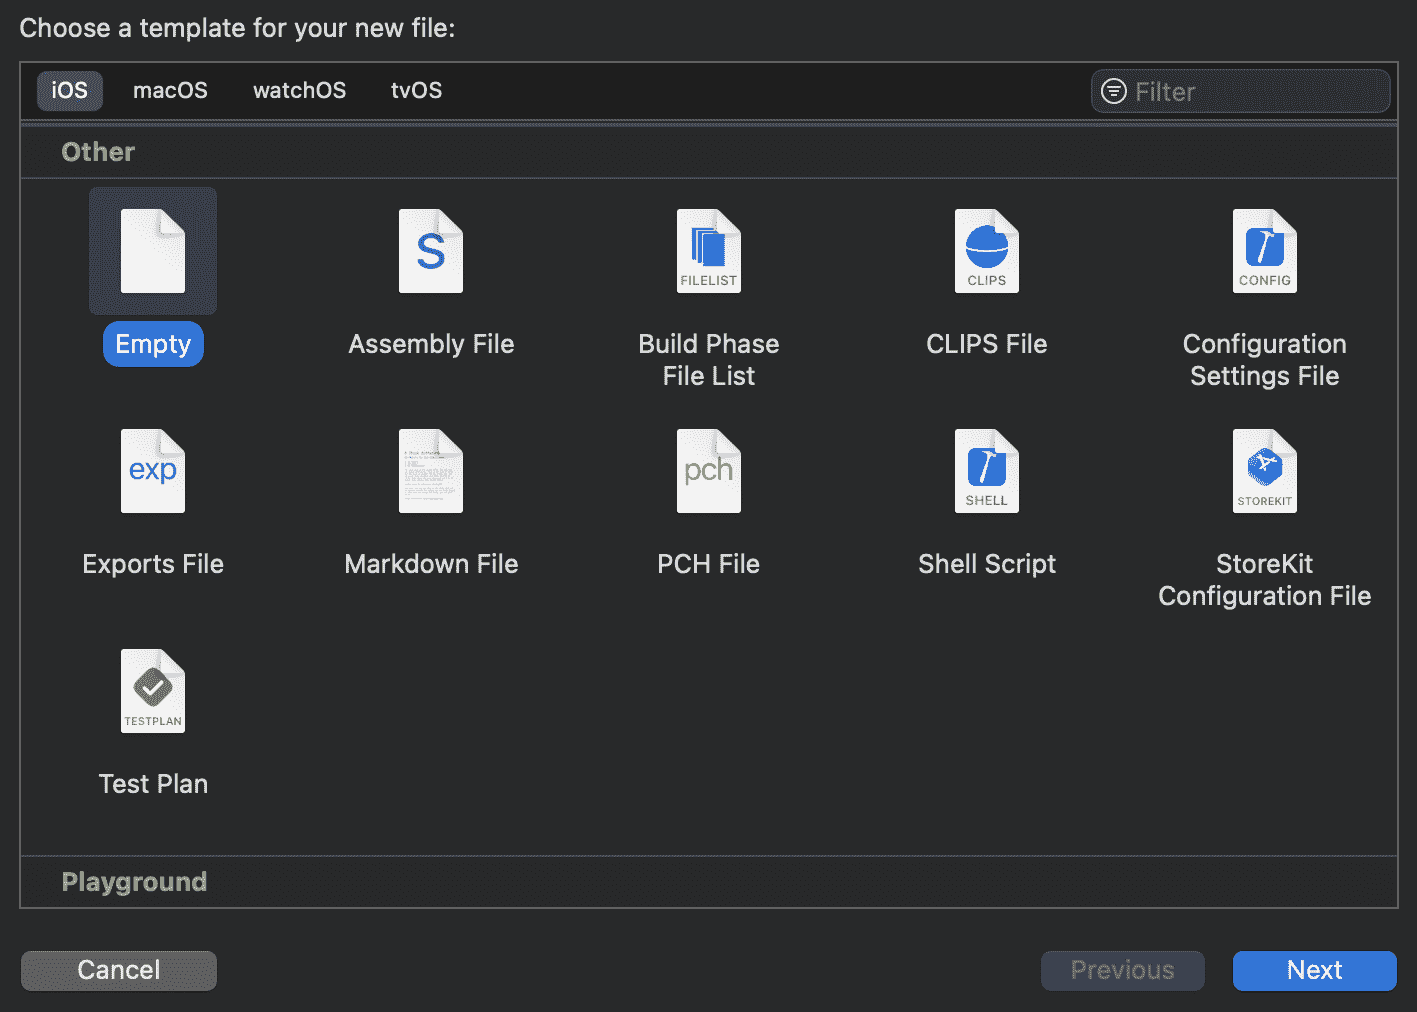 Choose a template for your new file:
iOS macOS watchOS tvOS Filter
Other
S
FILELIST
CLIPS
CONFIG
Empty Assembly File Build Phase File List CLIPS File Configuration Settings File
exp
pch
SHELL
STOREKIT
Exports File Markdown File PCH File Shell Script StoreKit Configuration File
TESTPLAN
Test Plan
Playground
Cancel Previous Next